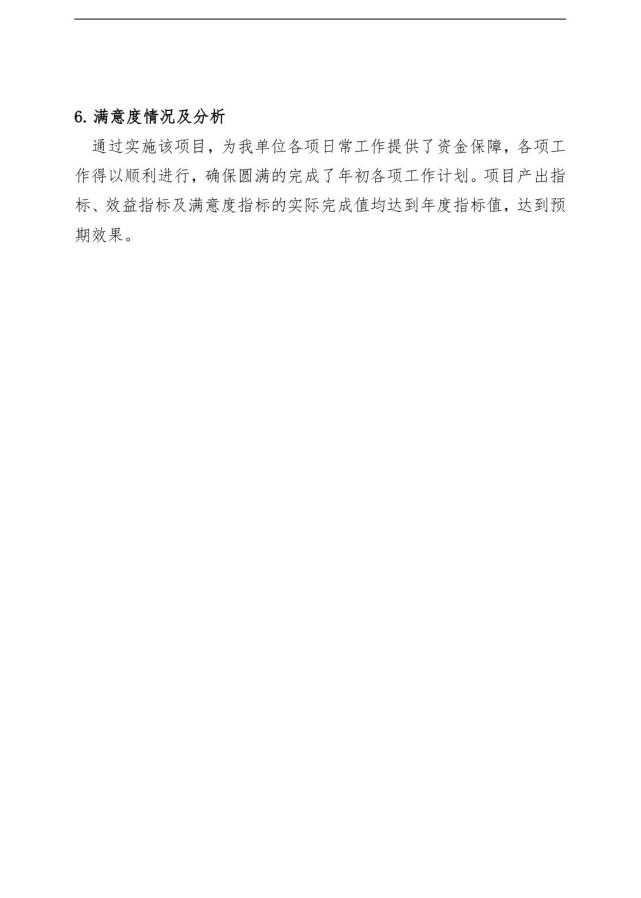 6. 满意度情况及分析
通过实施该项目，为我单位各项日常工作提供了资金保障，各项工
作得以顺利进行，确保圆满的完成了年初各项工作计划。项目产出指
标、效益指标及满意度指标的实际完成值均达到年度指标值，达到预
期效果。